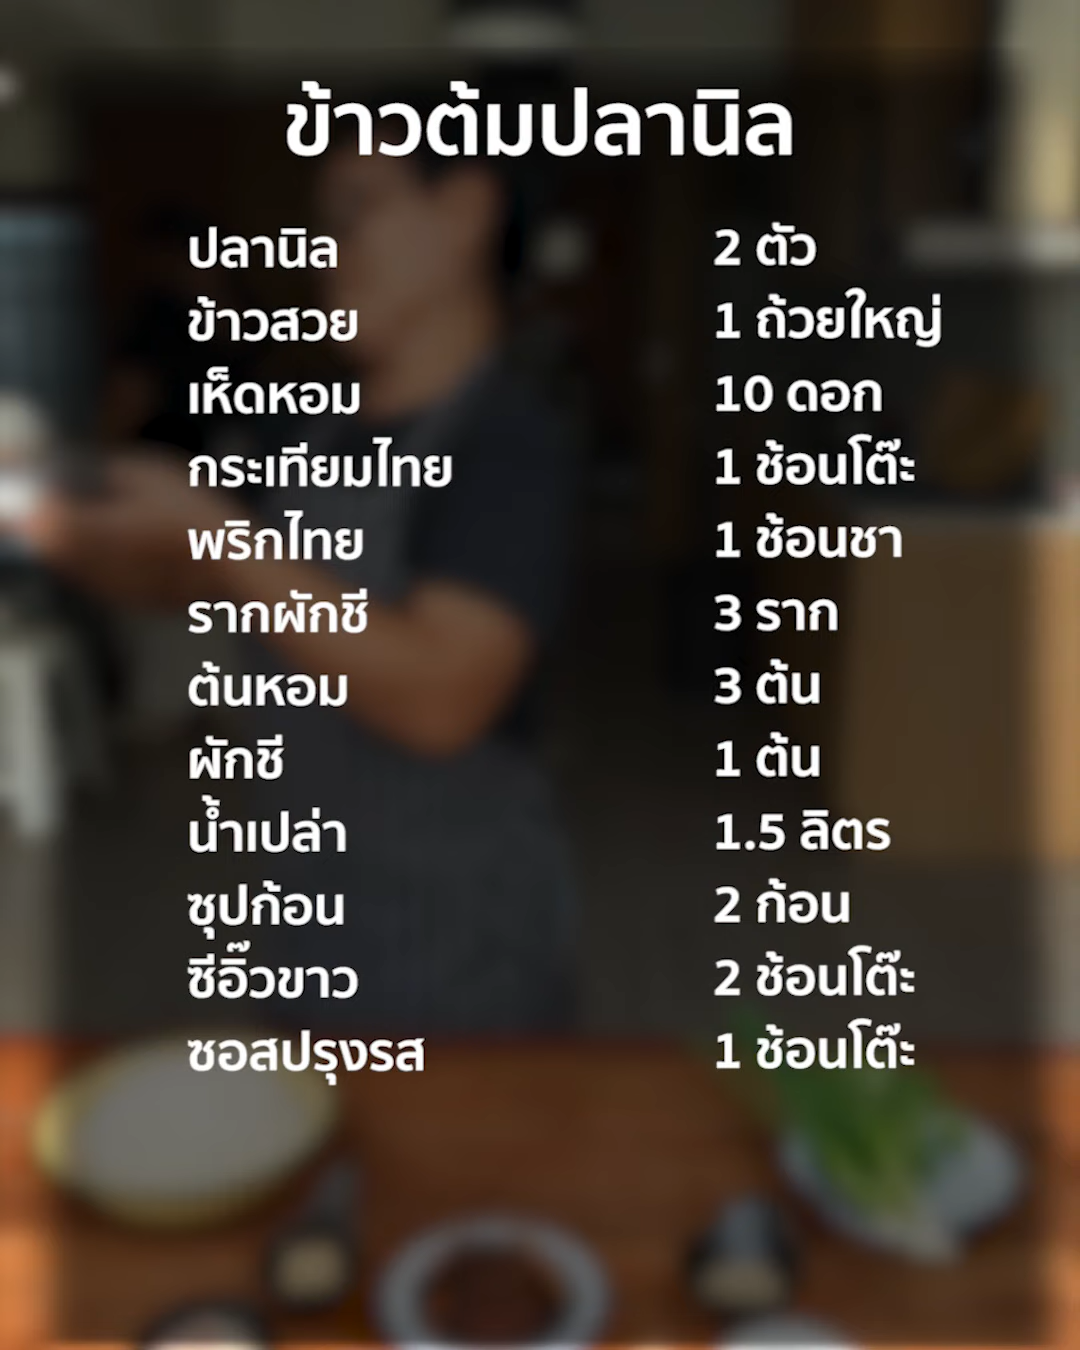 ข้าวต้มปลานิล
ปลานิล 2 ตัว
ข้าวสวย 1 ถ้วยใหญ่
เห็ดหอม 10 ดอก
กระเทียมไทย 1 ช้อนโต๊ะ
พริกไทย 1 ช้อนชา
รากผักชี 3 ราก
ต้นหอม 3 ต้น
ผักชี 1 ต้น
น้ำเปล่า 1.5 ลิตร
ซุปก้อน 2 ก้อน
ซีอิ๊วขาว 2 ช้อนโต๊ะ
ซอสปรุงรส 1 ช้อนโต๊ะ